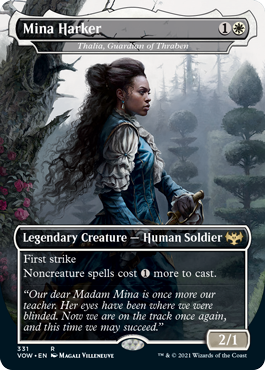 Mina Harker 1
Thalia, Guardian of Thraben
Legendary Creature — Human Soldier
First strike
Noncreature spells cost 1 more to cast.
“Our dear Madam Mina is once more our
teacher. Her eyes have been where we were
blinded. Now we are on the track once again,
and this time we may succeed.”
2/1
331 R
VOW • EN MAGALI VILLENEUVE
™ & © 2021 Wizards of the Coast